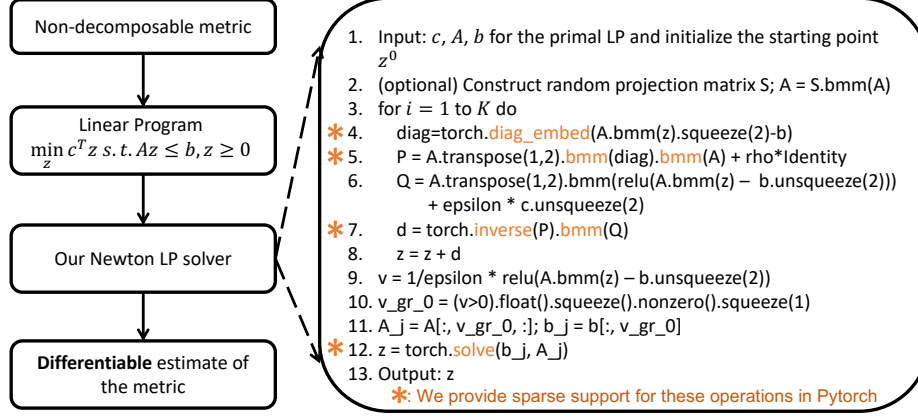 Non-decomposable metric
Linear Program
min c^T z s.t. Az ≤ b, z ≥ 0
z
Our Newton LP solver
Differentiable estimate of
the metric
1. Input: c, A, b for the primal LP and initialize the starting point
z^0
2. (optional) Construct random projection matrix S; A = S.bmm(A)
3. for i = 1 to K do
* 4. diag=torch.diag_embed(A.bmm(z).squeeze(2)-b)
* 5. P = A.transpose(1,2).bmm(diag).bmm(A) + rho*Identity
6. Q = A.transpose(1,2).bmm(relu(A.bmm(z) – b.unsqueeze(2)))
+ epsilon * c.unsqueeze(2)
* 7. d = torch.inverse(P).bmm(Q)
8. z = z + d
9. v = 1/epsilon * relu(A.bmm(z) – b.unsqueeze(2))
10. v_gr_0 = (v>0).float().squeeze().nonzero().squeeze(1)
11. A_j = A[:, v_gr_0, :]; b_j = b[:, v_gr_0]
* 12. z = torch.solve(b_j, A_j)
13. Output: z
*: We provide sparse support for these operations in Pytorch